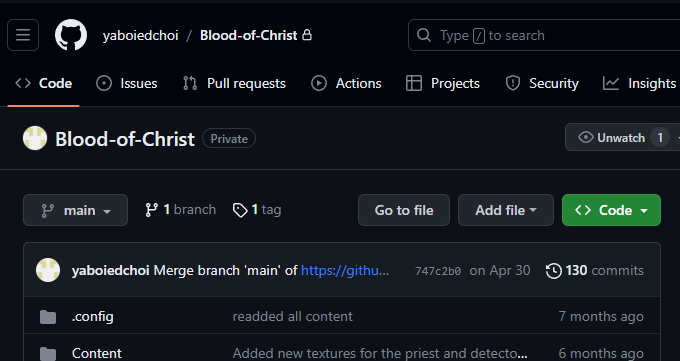 yaboiedchoi / Blood-of-Christ Type / to search
Code Issues Pull requests Actions Projects Security Insights
Blood-of-Christ Private Unwatch 1
main 1 branch 1 tag Go to file Add file Code
yaboiedchoi Merge branch 'main' of https://githu... 747c2b0 on Apr 30 130 commits
.config readded all content 7 months ago
Content Added new textures for the priest and detecto... 6 months ago